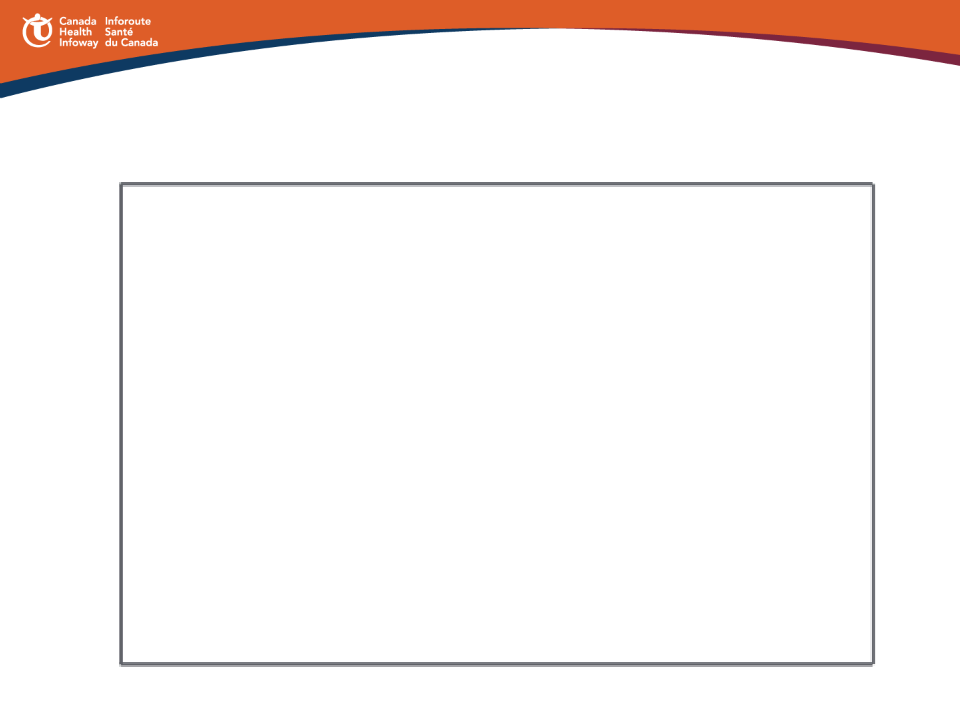 Canada Inforoute
Health Santé
Infoway du Canada